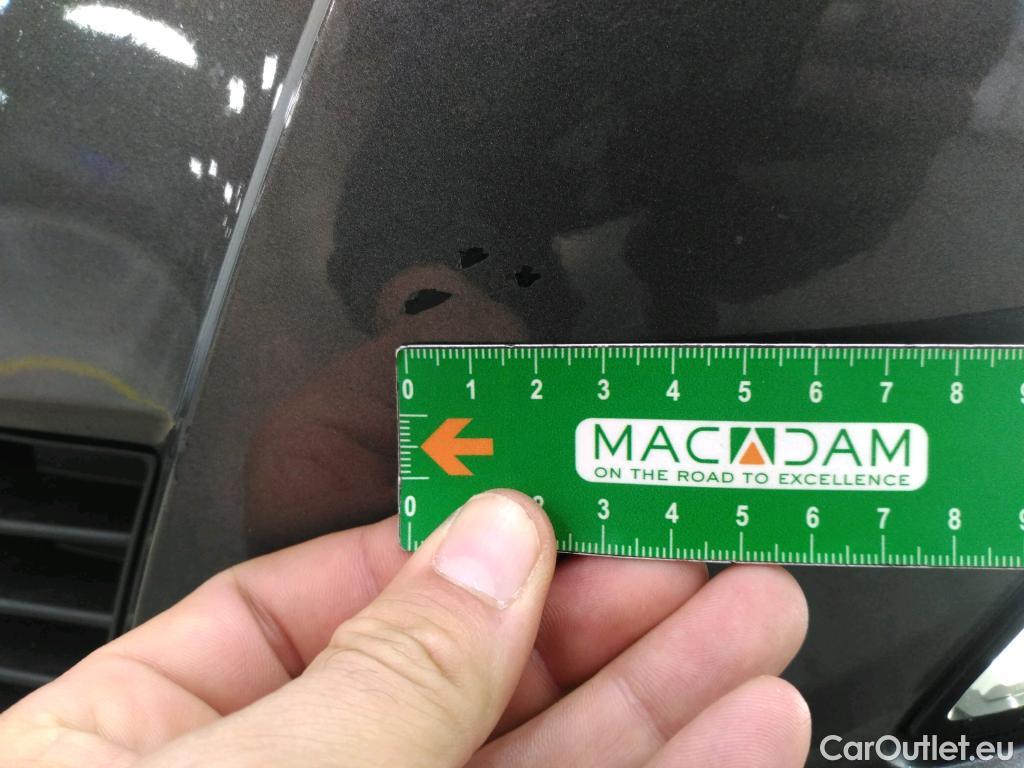 0 1 2 3 4 5 6 7 8 9
MACADAM
ON THE ROAD TO EXCELLENCE
0 2 3 4 5 6 7 8 9
CarOutlet.eu